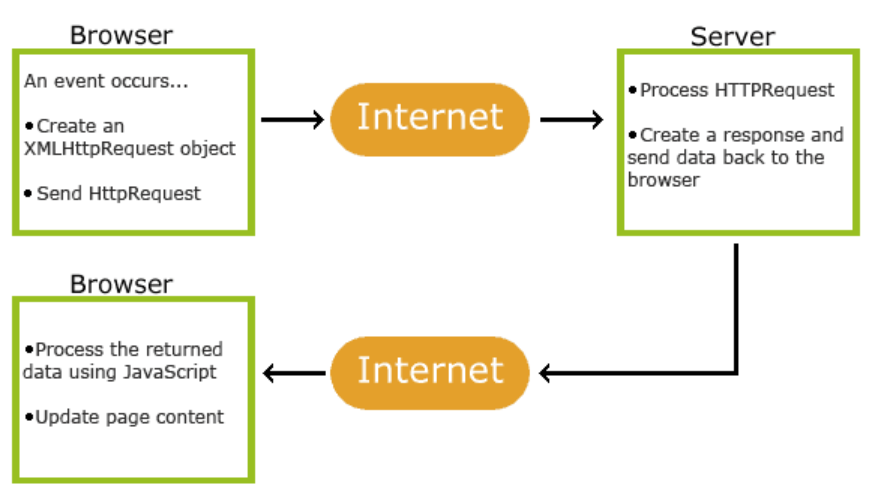 Browser
An event occurs...
•Create an
XMLHttpRequest object
• Send HttpRequest
Internet
Server
•Process HTTPRequest
•Create a response and
send data back to the
browser
Browser
•Process the returned
data using JavaScript
•Update page content
Internet